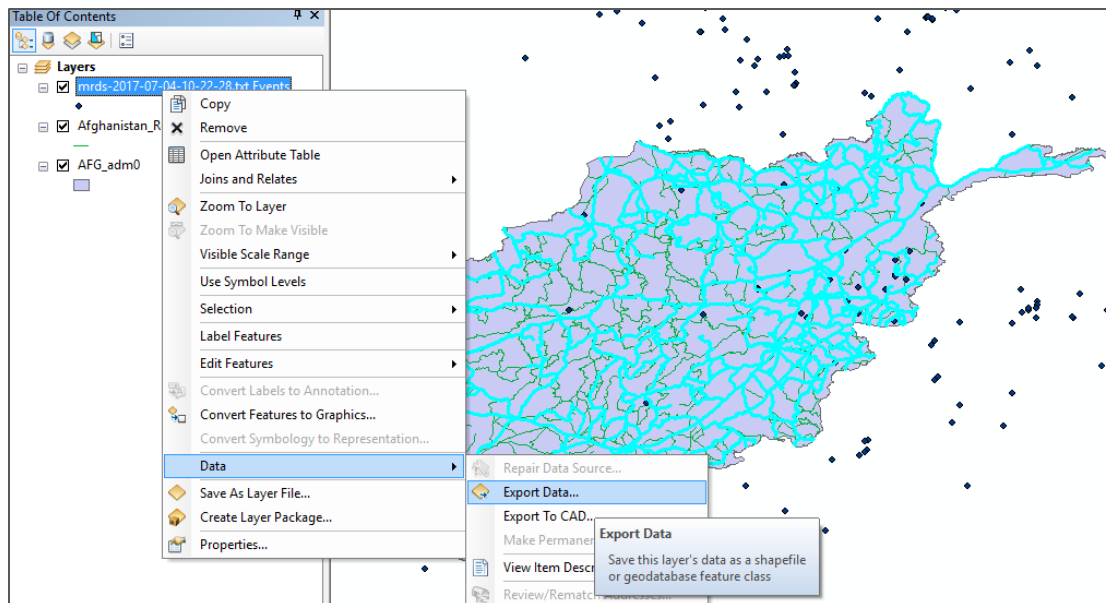 Table Of Contents
Layers
mrds-2017-07-04-10-22-28.txt Events
Afghanistan_R
AFG_adm0
Copy
Remove
Open Attribute Table
Joins and Relates
Zoom To Layer
Zoom To Make Visible
Visible Scale Range
Use Symbol Levels
Selection
Label Features
Edit Features
Convert Labels to Annotation...
Convert Features to Graphics...
Convert Symbology to Representation...
Data
Save As Layer File...
Create Layer Package...
Properties...
Repair Data Source...
Export Data...
Export To CAD...
Make Permanen
View Item Descr
Review/Rematch Addresses...
Export Data
Save this layer's data as a shapefile
or geodatabase feature class